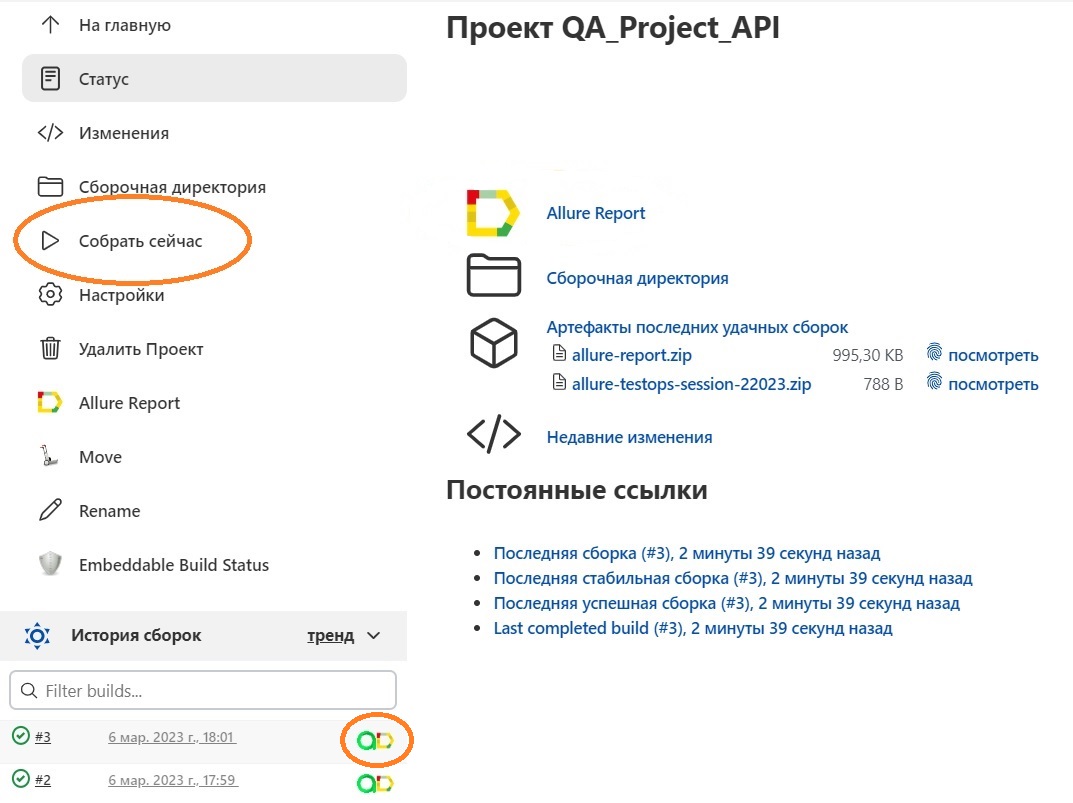 На главную
Статус
Изменения
Сборочная директория
Собрать сейчас
Настройки
Удалить Проект
Allure Report
Move
Rename
Embeddable Build Status
История сборок тренд
Filter builds...
#3 6 мар. 2023 г., 18:01
#2 6 мар. 2023 г., 17:59
Проект QA_Project_API
Allure Report
Сборочная директория
Артефакты последних удачных сборок
allure-report.zip 995,30 KB посмотреть
allure-testops-session-22023.zip 788 B посмотреть
Недавние изменения
Постоянные ссылки
Последняя сборка (#3), 2 минуты 39 секунд назад
Последняя стабильная сборка (#3), 2 минуты 39 секунд назад
Последняя успешная сборка (#3), 2 минуты 39 секунд назад
Last completed build (#3), 2 минуты 39 секунд назад